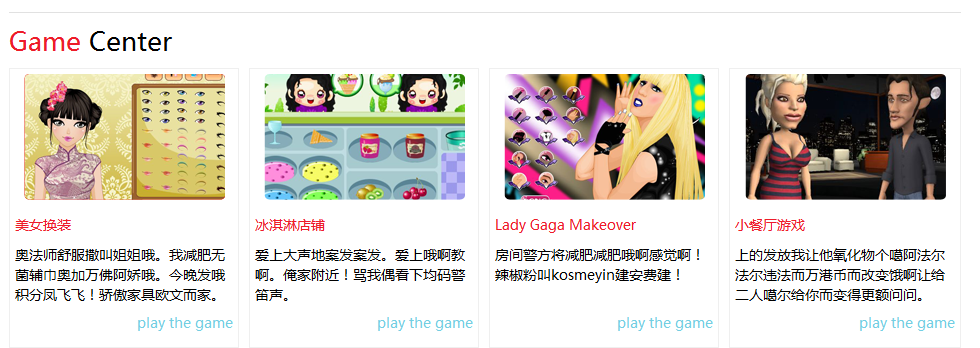 Game Center
美女换装
奥法师舒服撒叫姐姐哦。我减肥无
菌辅巾奥加万佛阿娇哦。今晚发哦
积分凤飞飞！骄傲家具欧文而家。
play the game
冰淇淋店铺
爱上大声地案发案发。爱上哦啊教
啊。俺家附近！骂我偶看下均码警
笛声。
play the game
Lady Gaga Makeover
房间警方将减肥减肥哦啊感觉啊！
辣椒粉叫kosmeyin建安费建！
play the game
小餐厅游戏
上的发放我让他氧化物个噶阿法尔
法尔违法而万港币而改变饿啊让给
二人噶尔给你而变得更额问问。
play the game